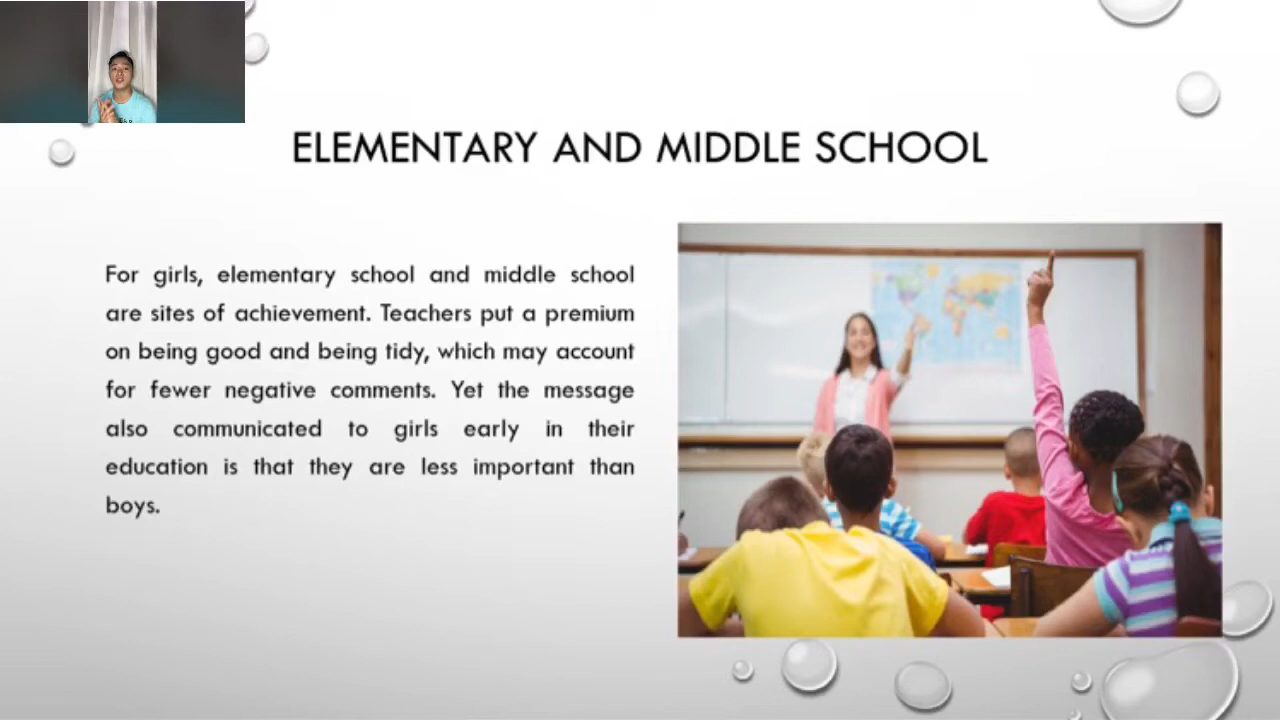 ELEMENTARY AND MIDDLE SCHOOL
For girls, elementary school and middle school
are sites of achievement. Teachers put a premium
on being good and being tidy, which may account
for fewer negative comments. Yet the message
also communicated to girls early in their
education is that they are less important than
boys.